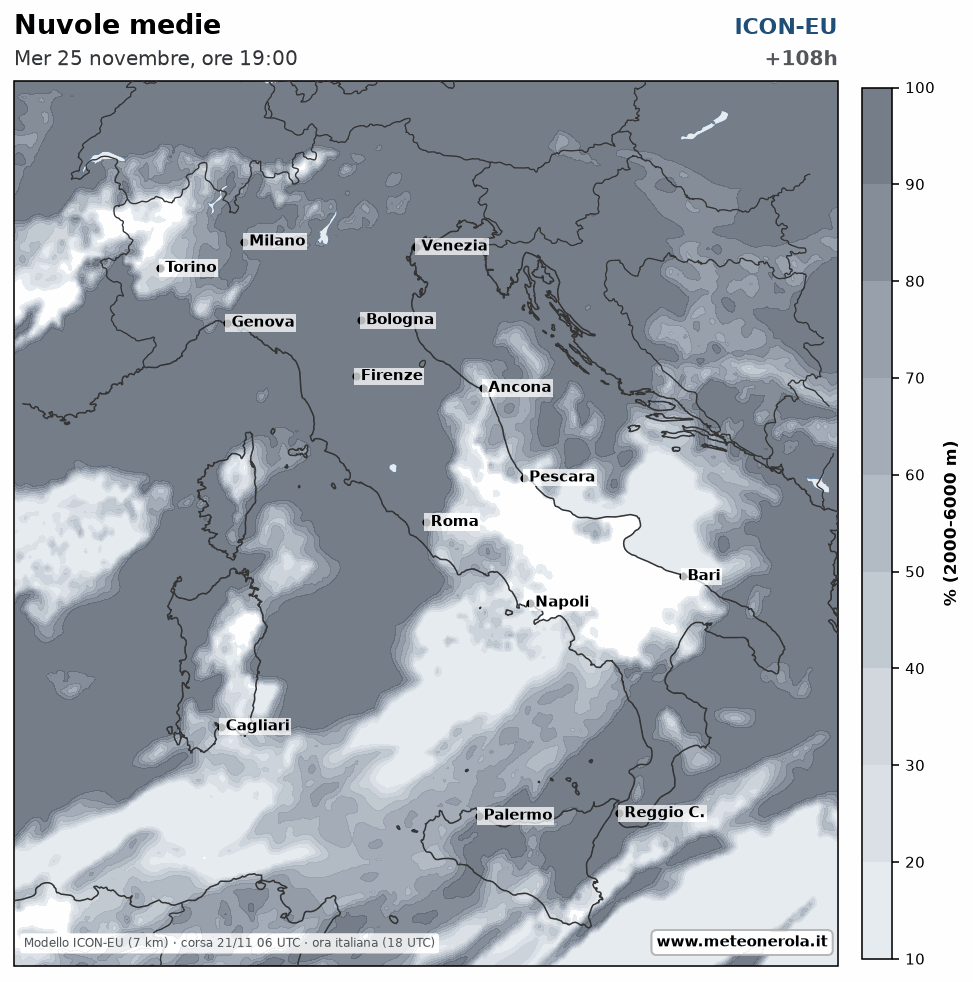 Nuvole medie
ICON-EU
Mer 25 novembre, ore 19:00
+108h
100
90
80
70
60
50
40
30
20
10
% (2000-6000 m)
Milano
Venezia
Torino
Genova
Bologna
Firenze
Ancona
Pescara
Roma
Bari
Napoli
Cagliari
Palermo
Reggio C.
Modello ICON-EU (7 km) · corsa 21/11 06 UTC · ora italiana (18 UTC)
www.meteonerola.it